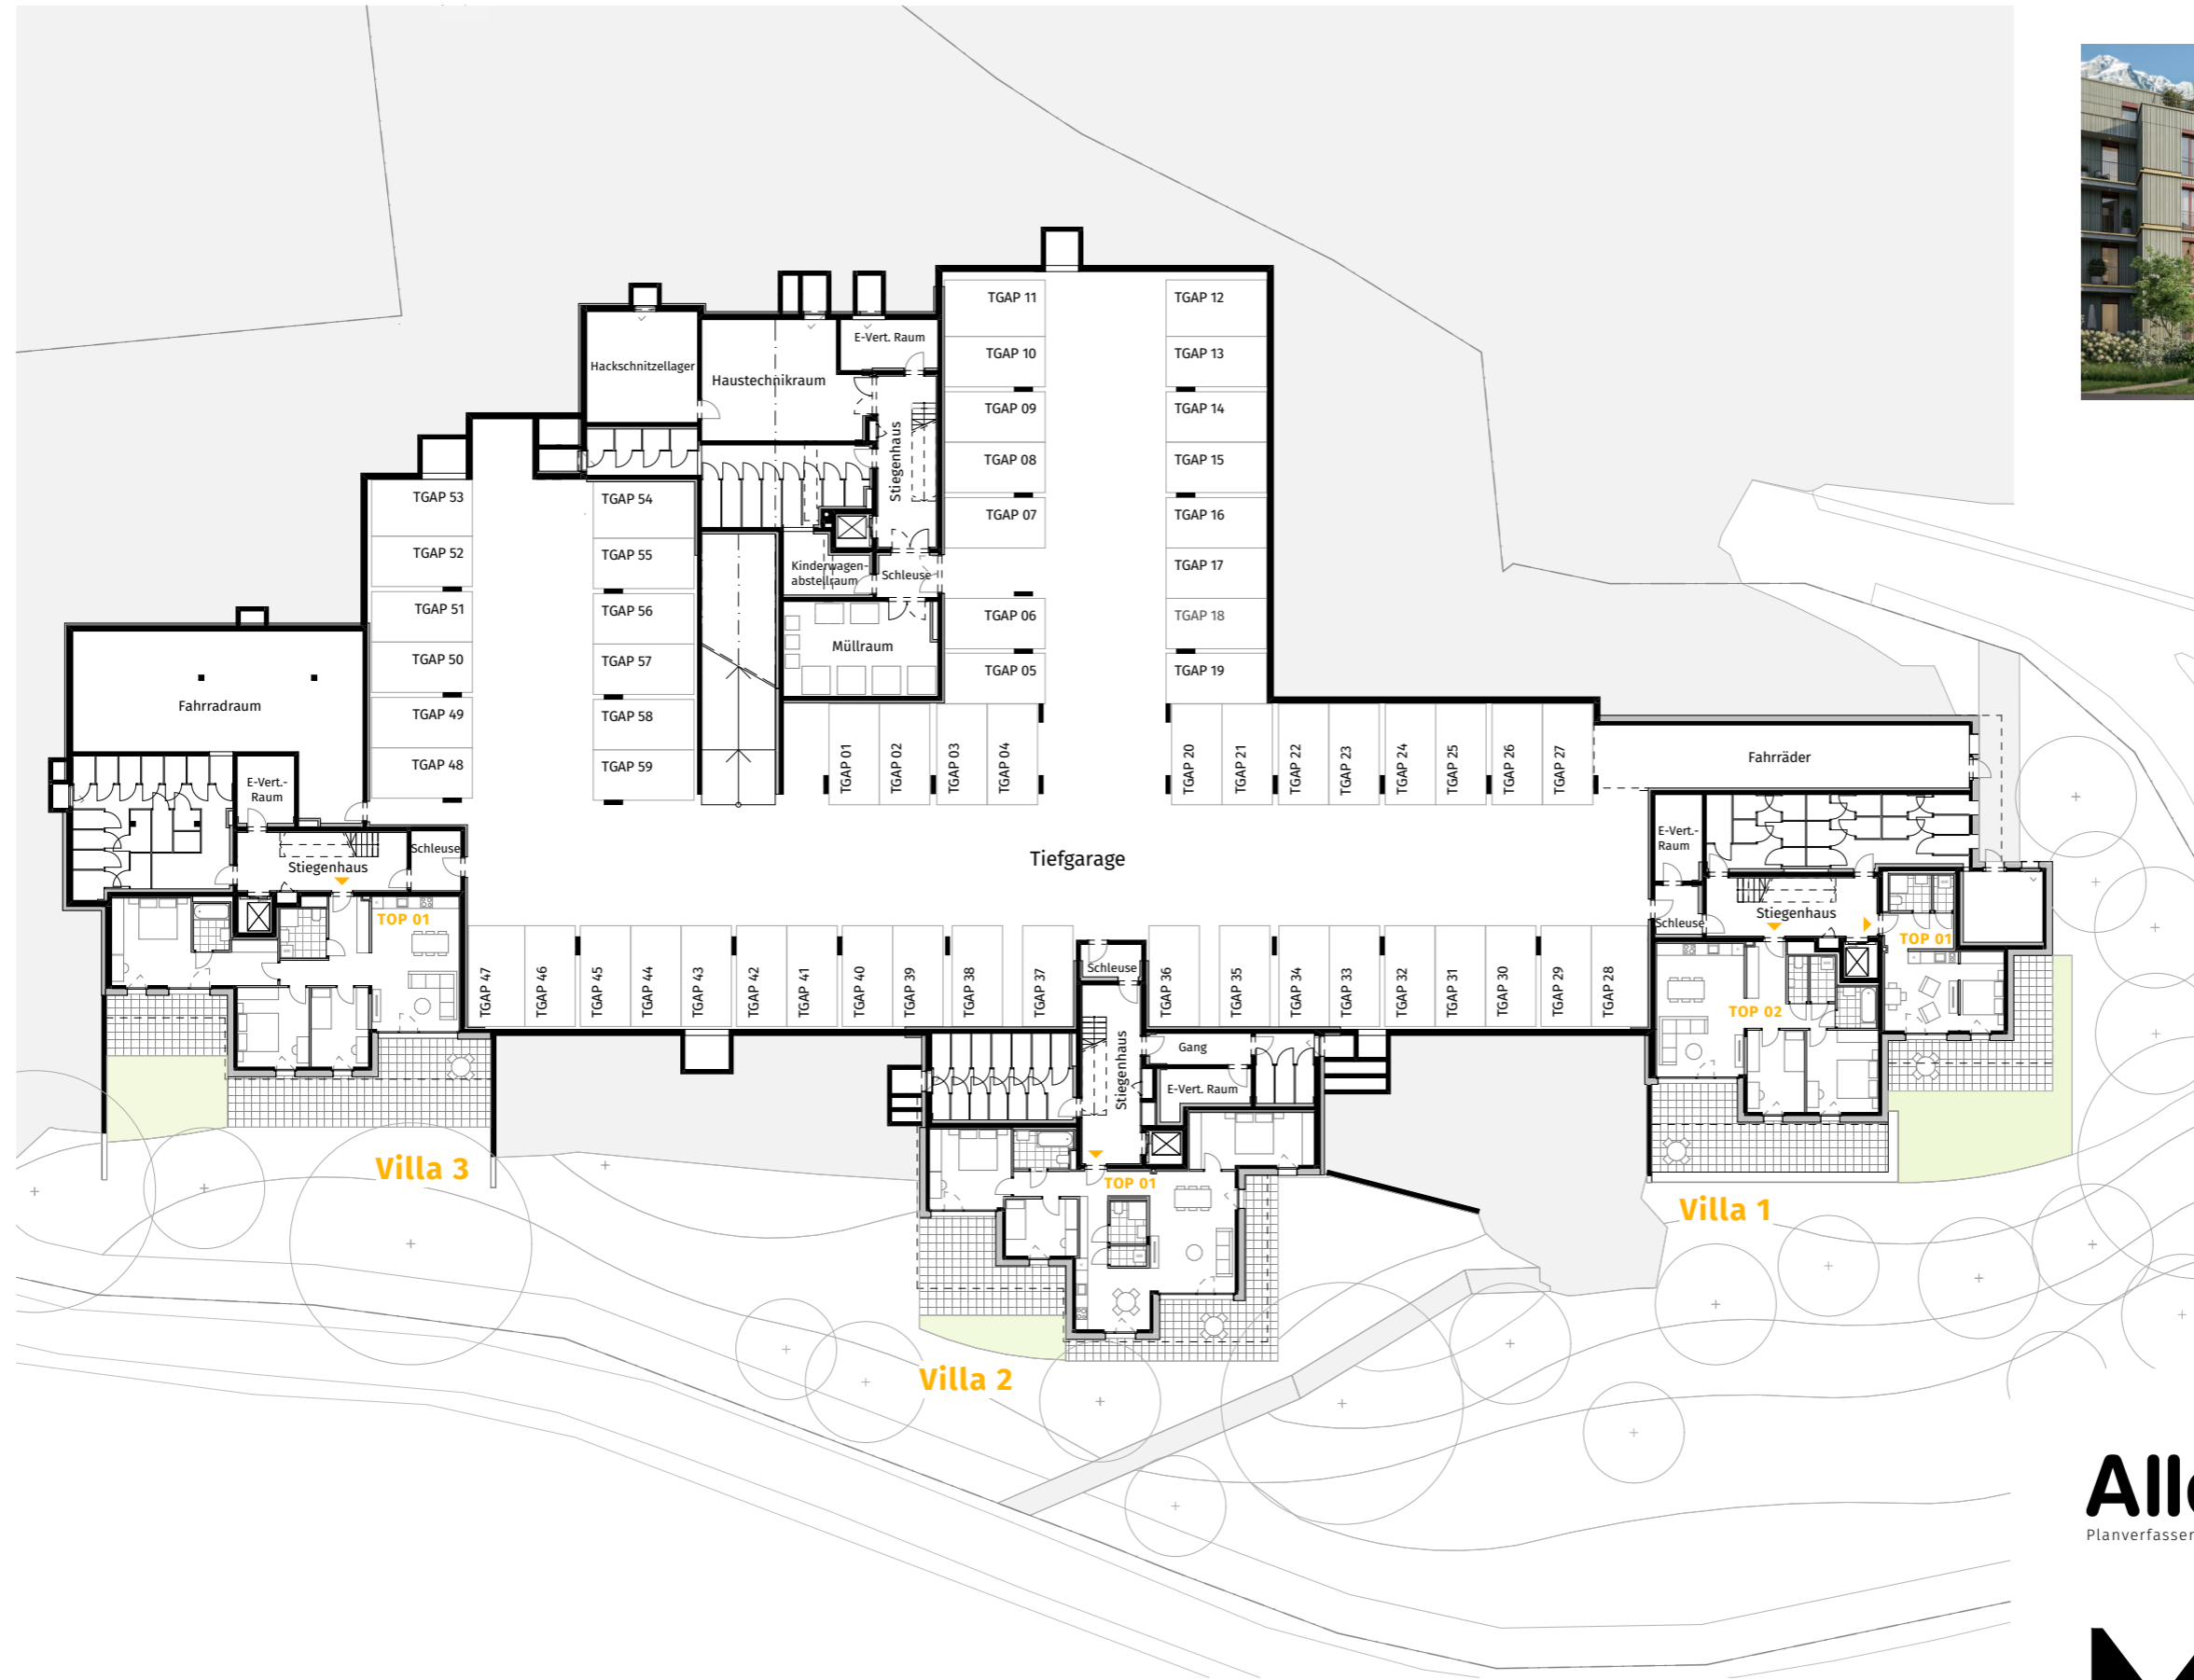 TGAP 11
TGAP 12
E-Vert. Raum
TGAP 10
TGAP 13
Hackschnitzellager
Haustechnikraum
TGAP 09
TGAP 14
Stiegenhaus
TGAP 08
TGAP 15
TGAP 53
TGAP 54
TGAP 07
TGAP 16
TGAP 52
TGAP 55
Kinderwagen-
abstellraum
Schleuse
TGAP 17
TGAP 51
TGAP 56
TGAP 06
TGAP 18
Müllraum
TGAP 50
TGAP 57
TGAP 05
TGAP 19
Fahrradraum
TGAP 49
TGAP 58
TGAP 48
TGAP 59
TGAP 01
TGAP 02
TGAP 03
TGAP 04
TGAP 20
TGAP 21
TGAP 22
TGAP 23
TGAP 24
TGAP 25
TGAP 26
TGAP 27
Fahrräder
E-Vert.-
Raum
E-Vert.-
Raum
Schleuse
Stiegenhaus
Tiefgarage
TOP 01
Schleuse
Stiegenhaus
TOP 01
TGAP 47
TGAP 46
TGAP 45
TGAP 44
TGAP 43
TGAP 42
TGAP 41
TGAP 40
TGAP 39
TGAP 38
TGAP 37
Schleuse
TGAP 36
TGAP 35
TGAP 34
TGAP 33
TGAP 32
TGAP 31
TGAP 30
TGAP 29
TGAP 28
TOP 02
Stiegenhaus
Gang
E-Vert. Raum
Villa 3
TOP 01
Villa 1
Villa 2
Planverfasser